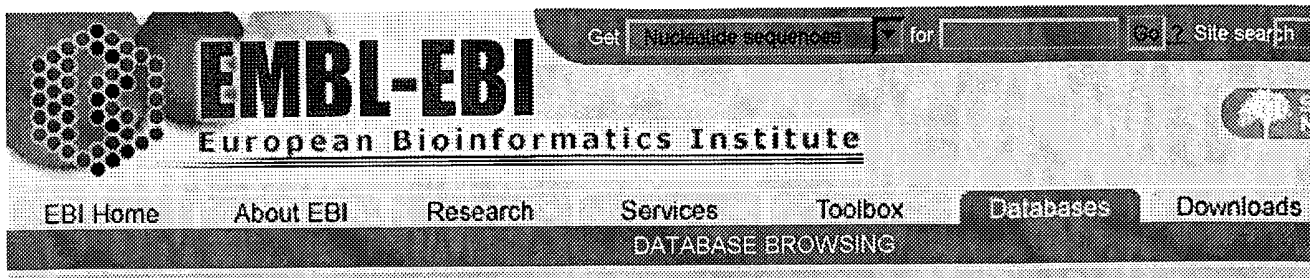 Get Nucleotide sequences for Go ? Site search
EMBL-EBI
European Bioinformatics Institute
EBI Home About EBI Research Services Toolbox Databases Downloads
DATABASE BROWSING